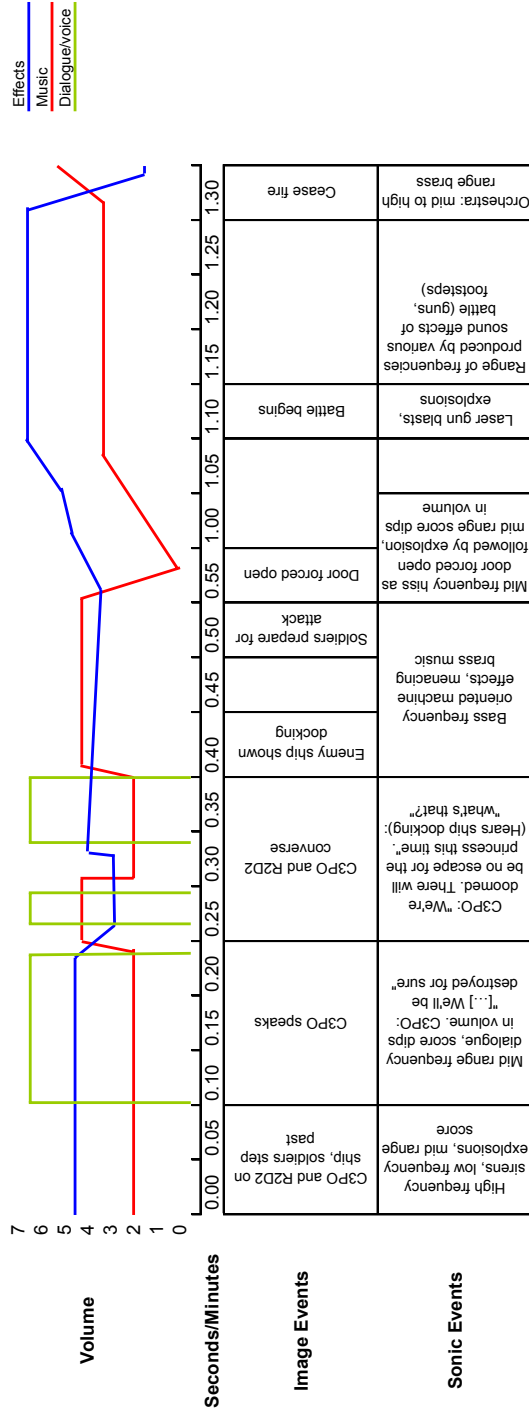 Effects
Music
Dialogue/voice
Volume
7
6
5
4
3
2
1
0
Seconds/Minutes
0.00
0.05
0.10
0.15
0.20
0.25
0.30
0.35
0.40
0.45
0.50
0.55
1.00
1.05
1.10
1.15
1.20
1.25
1.30
Image Events
C3PO and R2D2 on
ship, soldiers step
past
C3PO speaks
C3PO and R2D2
converse
Enemy ship shown
docking
Soldiers prepare for
attack
Door forced open
Battle begins
Cease fire
Sonic Events
High frequency
sirens, low frequency
explosions, mid range
score
Mid range frequency
dialogue, score dips
in volume. C3PO:
"[…] We'll be
destroyed for sure"
C3PO: "We're
doomed. There will
be no escape for the
princess this time".
(Hears ship docking):
"what's that?"
Bass frequency
oriented machine
effects, menacing
brass music
Mid frequency hiss as
door forced open
followed by explosion,
mid range score dips
in volume
Laser gun blasts,
explosions
Range of frequencies
produced by various
sound effects of
battle (guns,
footsteps)
Orchestra: mid to high
range brass